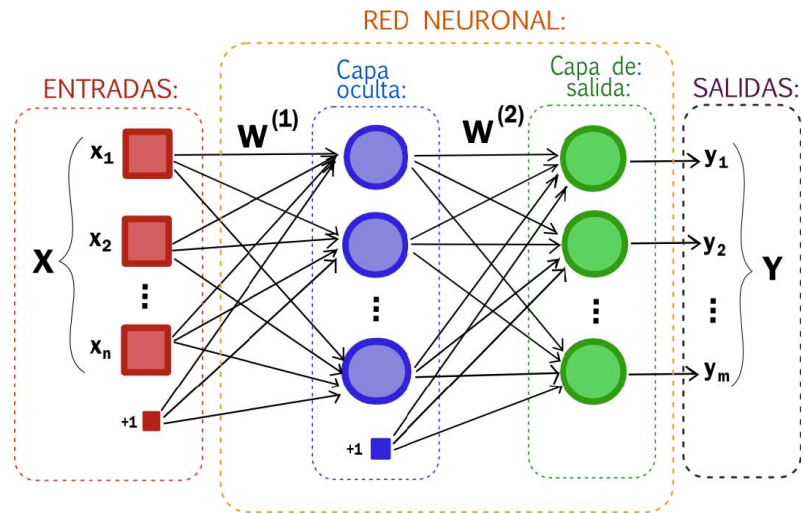 RED NEURONAL:
ENTRADAS:
Capa
oculta:
Capa de:
salida:
SALIDAS:
W(1)
W(2)
X
x1
x2
⋮
xn
+1
⋮
+1
⋮
y1
y2
⋮
ym
Y